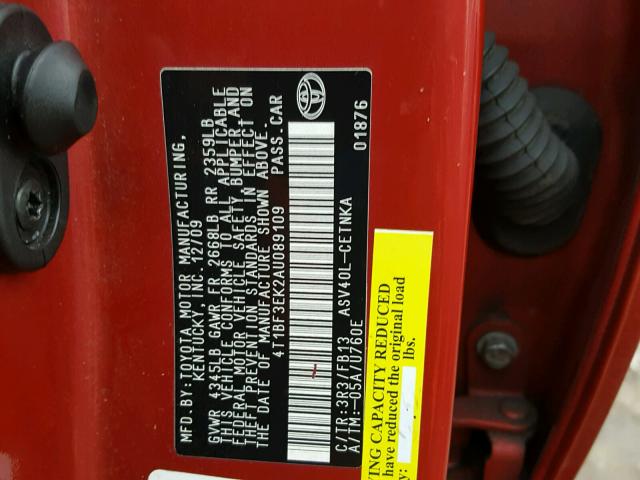 MFD.BY:TOYOTA MOTOR MANUFACTURING,
KENTUCKY, INC. 12/09
GVWR 4345LB GAWR FR 2668LB RR 2359LB
THIS VEHICLE CONFORMS TO ALL APPLICABLE
FEDERAL MOTOR VEHICLE SAFETY BUMPER AND
THEFT PREVENTION STANDARDS IN EFFECT ON
THE DATE OF MANUFACTURE SHOWN ABOVE.
4T1BF3EK2AU089109 PASS.CAR
C/TR:3R3/FB13 ASV40L-CETNKA
A/TM:-05A/U760E 01876
YING CAPACITY REDUCED
have reduced the original load
y: lbs.